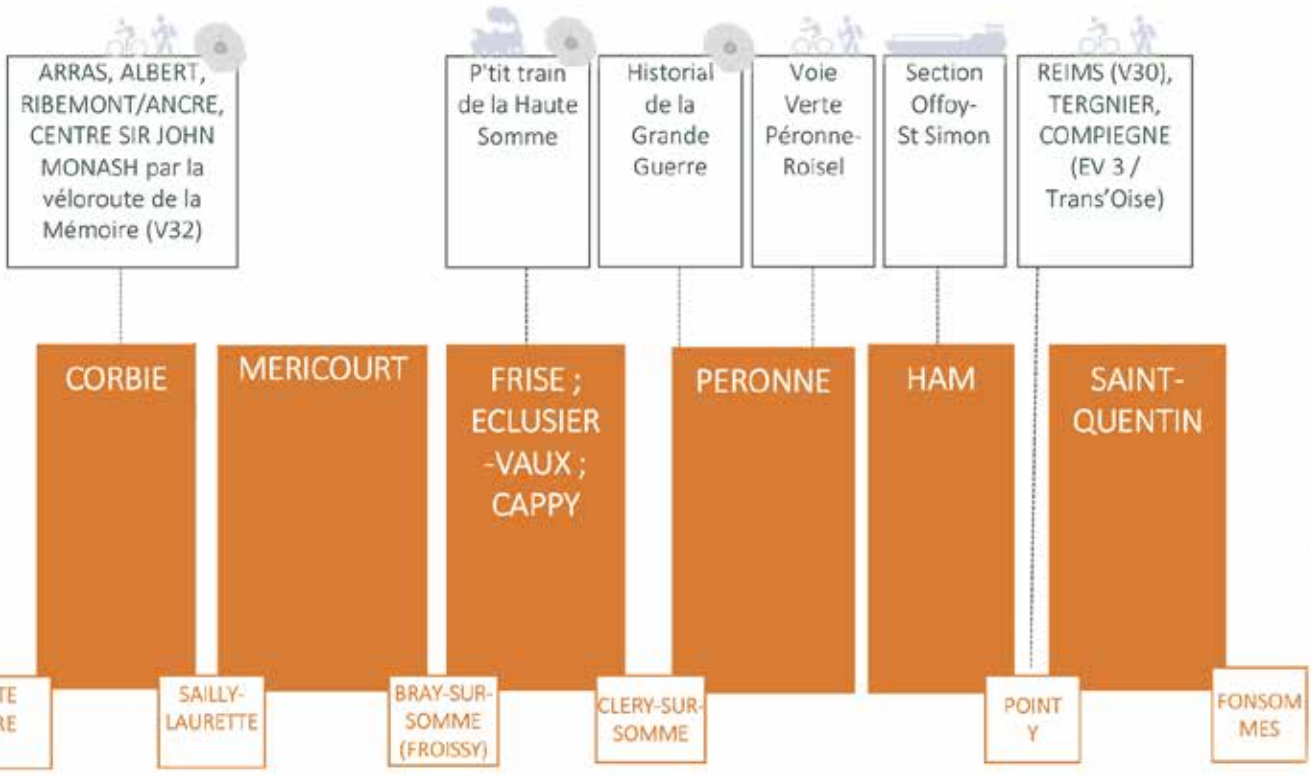 ARRAS, ALBERT,
RIBEMONT/ANCRE,
CENTRE SIR JOHN
MONASH par la
véloroute de la
Mémoire (V32)
P'tit train
de la Haute
Somme
Historial
de la
Grande
Guerre
Voie
Verte
Péronne-
Roisel
Section
Offoy-
St Simon
REIMS (V30),
TERGNIER,
COMPIEGNE
(EV 3 /
Trans'Oise)
CORBIE
MERICOURT
FRISE ;
ECLUSIER
-VAUX ;
CAPPY
PERONNE
HAM
SAINT-
QUENTIN
TE
RE
SAILLY-
LAURETTE
BRAY-SUR-
SOMME
(FROISSY)
CLERY-SUR-
SOMME
POINT
Y
FONSOM
MES